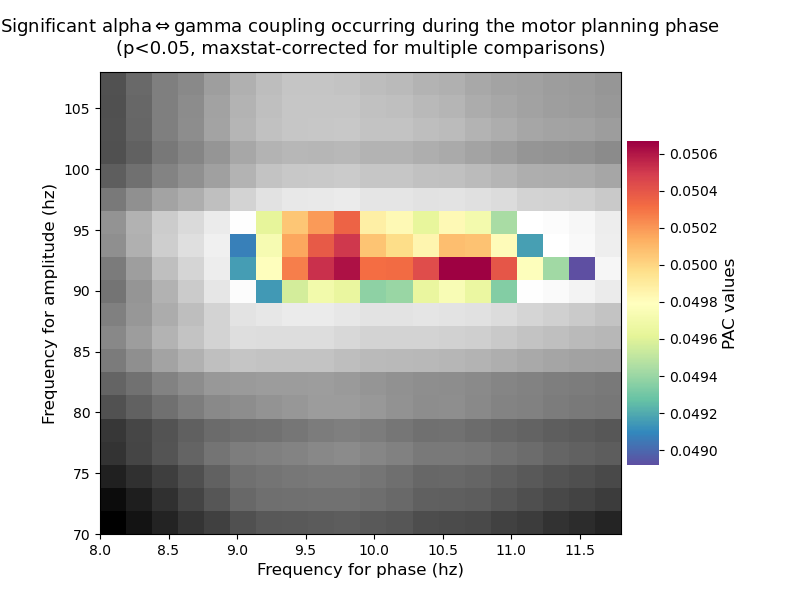 Significant alpha⇔gamma coupling occurring during the motor planning phase
(p<0.05, maxstat-corrected for multiple comparisons)
Frequency for amplitude (hz)
105
100
95
90
85
80
75
70
8.0 8.5 9.0 9.5 10.0 10.5 11.0 11.5
Frequency for phase (hz)
0.0506
0.0504
0.0502
0.0500
0.0498
0.0496
0.0494
0.0492
0.0490
PAC values